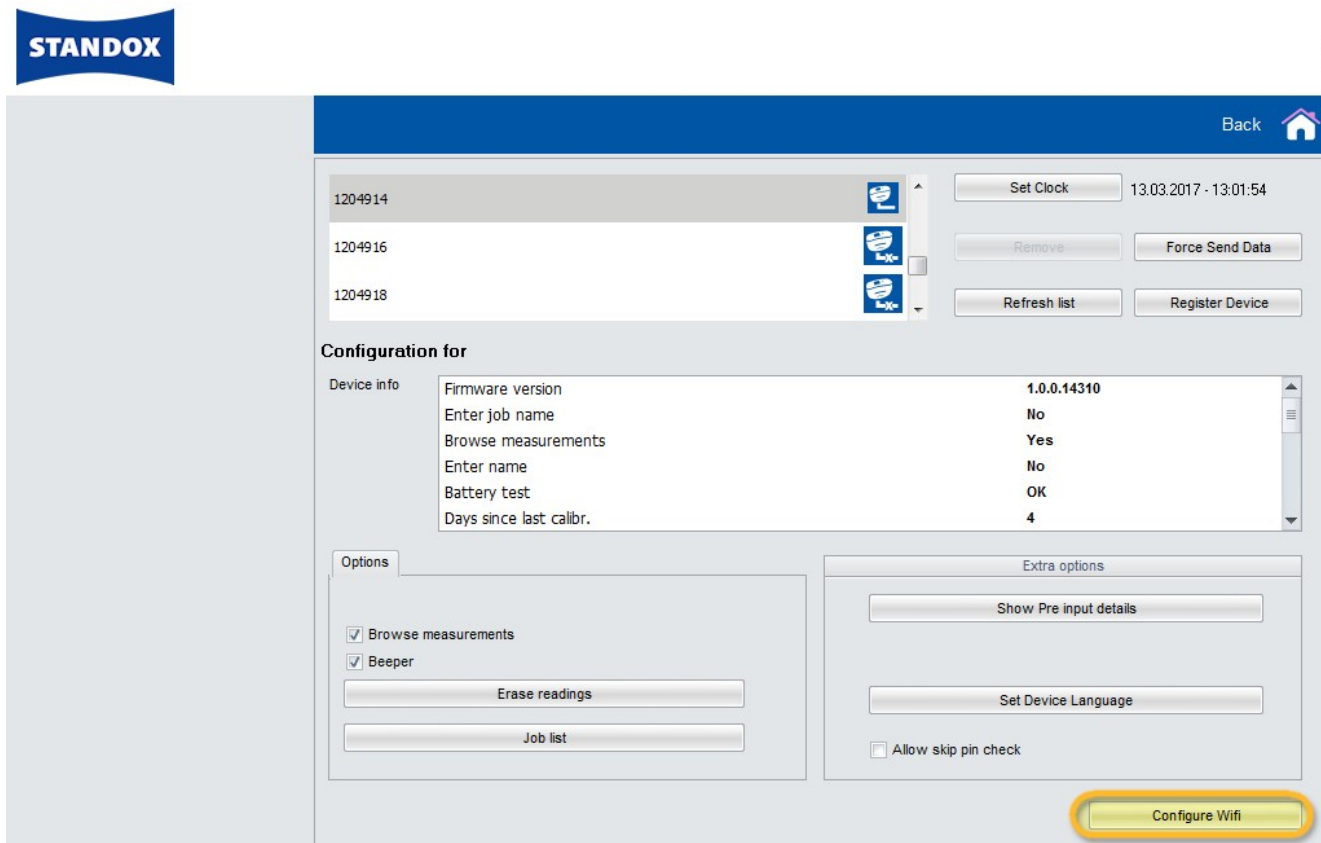 STANDOX
Back
1204914
Set Clock 13.03.2017 - 13:01:54
1204916
Remove Force Send Data
1204918
Refresh list Register Device
Configuration for
Device info
Firmware version 1.0.0.14310
Enter job name No
Browse measurements Yes
Enter name No
Battery test OK
Days since last calibr. 4
Options
Extra options
Show Pre input details
Browse measurements
Beeper
Erase readings
Set Device Language
Job list
Allow skip pin check
Configure Wifi